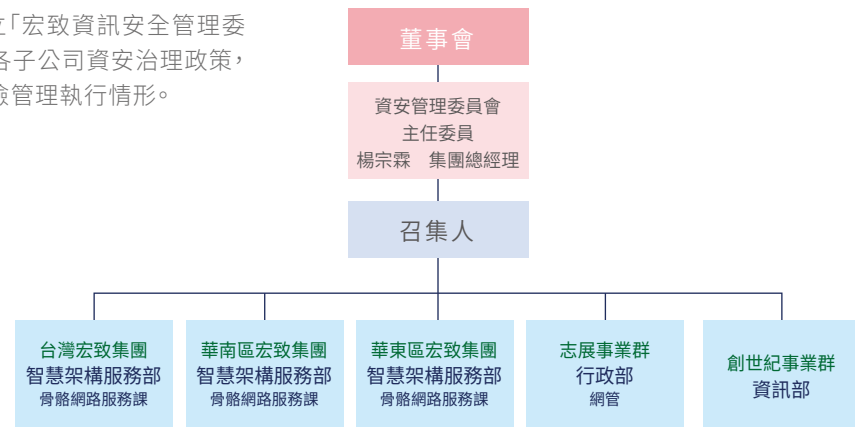 立「宏致資訊安全管理委
各子公司資安治理政策，
險管理執行情形。
董事會
資安管理委員會
主任委員
楊宗霖 集團總經理
召集人
台灣宏致集團
智慧架構服務部
骨骼網路服務課
華南區宏致集團
智慧架構服務部
骨骼網路服務課
華東區宏致集團
智慧架構服務部
骨骼網路服務課
志展事業群
行政部
網管
創世紀事業群
資訊部